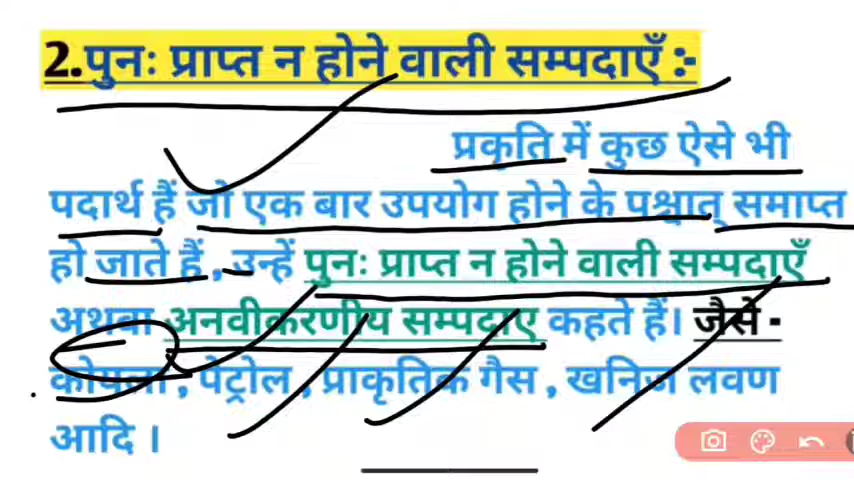 2.पुनः प्राप्त न होने वाली सम्पदाएँ :-
प्रकृति में कुछ ऐसे भी
पदार्थ हैं जो एक बार उपयोग होने के पश्चात् समाप्त
हो जाते हैं , उन्हें पुनः प्राप्त न होने वाली सम्पदाएँ
अथवा अनवीकरणीय सम्पदाए कहते हैं। जैसे -
कोयला , पेट्रोल , प्राकृतिक गैस , खनिज लवण
आदि ।